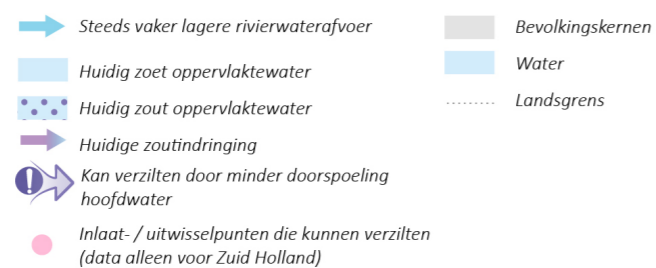 Steeds vaker lagere rivierwaterafvoer
Huidig zoet oppervlaktewater
Huidig zout oppervlaktewater
Huidige zoutindringing
Kan verzilten door minder doorspoeling
hoofdwater
Inlaat- / uitwisselpunten die kunnen verzilten
(data alleen voor Zuid Holland)
Bevolkingskernen
Water
Landsgrens